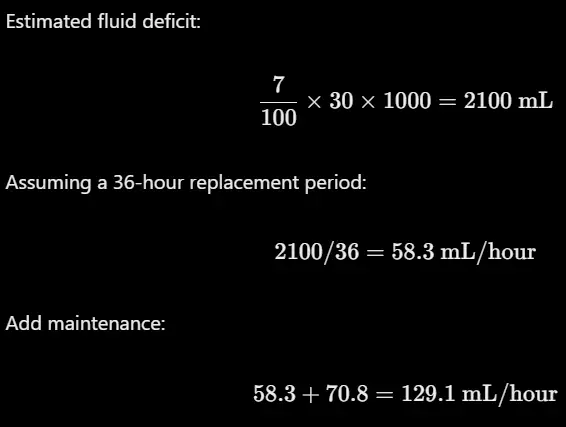 Estimated fluid deficit:
7/100 × 30 × 1000 = 2100 mL
Assuming a 36-hour replacement period:
2100/36 = 58.3 mL/hour
Add maintenance:
58.3 + 70.8 = 129.1 mL/hour